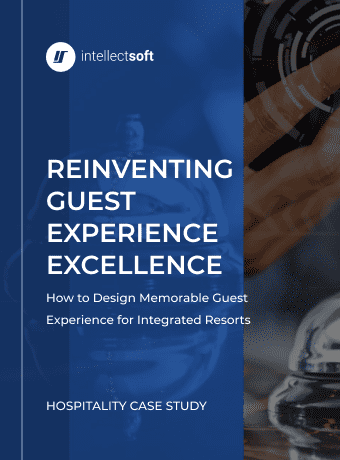 intellectsoft
REINVENTING
GUEST
EXPERIENCE
EXCELLENCE
How to Design Memorable Guest
Experience for Integrated Resorts
HOSPITALITY CASE STUDY